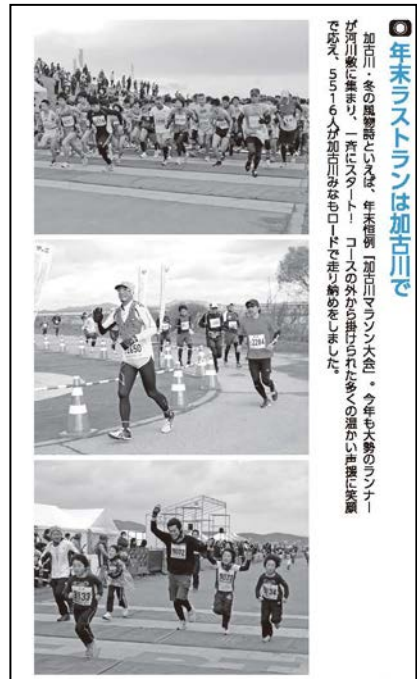 年末ラストランは加古川で
加古川・冬の風物詩といえば、年末恒例「加古川マラソン大会」。今年も大勢のランナー
が河川敷に集まり、一斉にスタート！　コースの外から掛けられた多くの温かい声援に笑顔
で応え、5516人が加古川みなもロードで走り納めをしました。